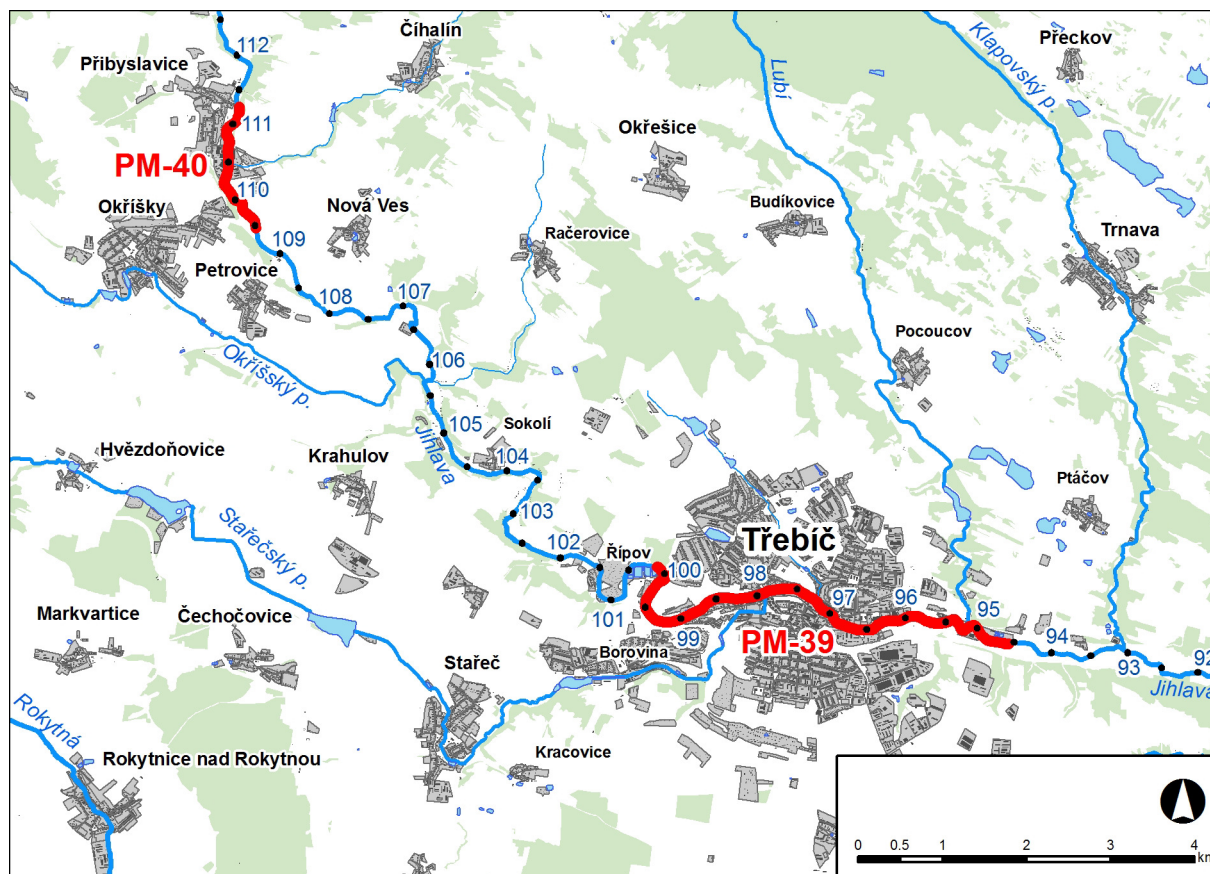 112
Číhalín
Přeckov
Přibyslavice
Lubí
Klapovský p.
111
Okřešice
PM-40
110
Okříšky
Nová Ves
Budíkovice
Račerovice
Trnava
109
Petrovice
107
108
Pocoucov
106
Okříšský p.
105
Sokolí
Jihlava
104
Hvězdoňovice
Krahulov
Ptáčov
103
Stařečský p.
Třebíč
102
Řípov
100
98
101
97
96
95
Markvartice
Čechočovice
99
PM-39
94
93
92
Borovina
Stařeč
Jihlava
Rokytná
Kracovice
Rokytnice nad Rokytnou
0 0.5 1 2 3 4
km